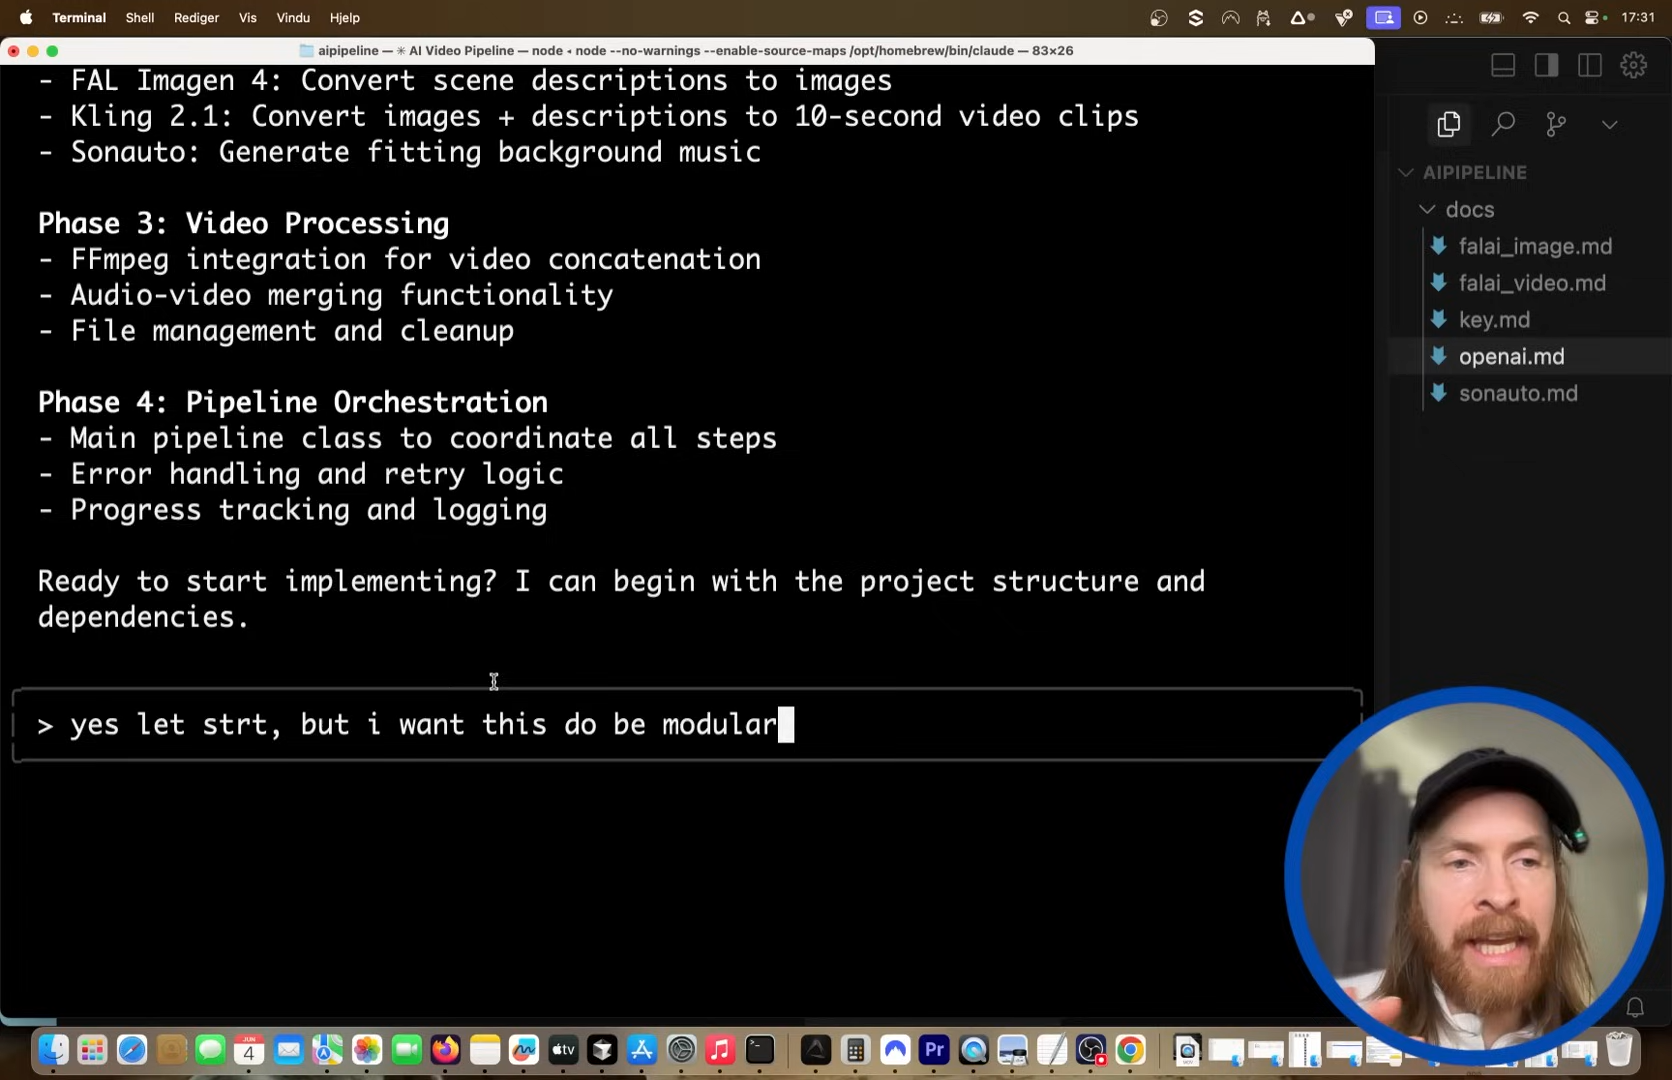 Terminal Shell Rediger Vis Vindu Hjelp 17:31
aipipeline — ✳ AI Video Pipeline — node ◂ node --no-warnings --enable-source-maps /opt/homebrew/bin/claude — 83×26
- FAL Imagen 4: Convert scene descriptions to images
- Kling 2.1: Convert images + descriptions to 10-second video clips
- Sonauto: Generate fitting background music
Phase 3: Video Processing
- FFmpeg integration for video concatenation
- Audio-video merging functionality
- File management and cleanup
Phase 4: Pipeline Orchestration
- Main pipeline class to coordinate all steps
- Error handling and retry logic
- Progress tracking and logging
Ready to start implementing? I can begin with the project structure and
dependencies.
> yes let strt, but i want this do be modular
AIPIPELINE
docs
falai_image.md
falai_video.md
key.md
openai.md
sonauto.md
JUN
4
tv
Pr